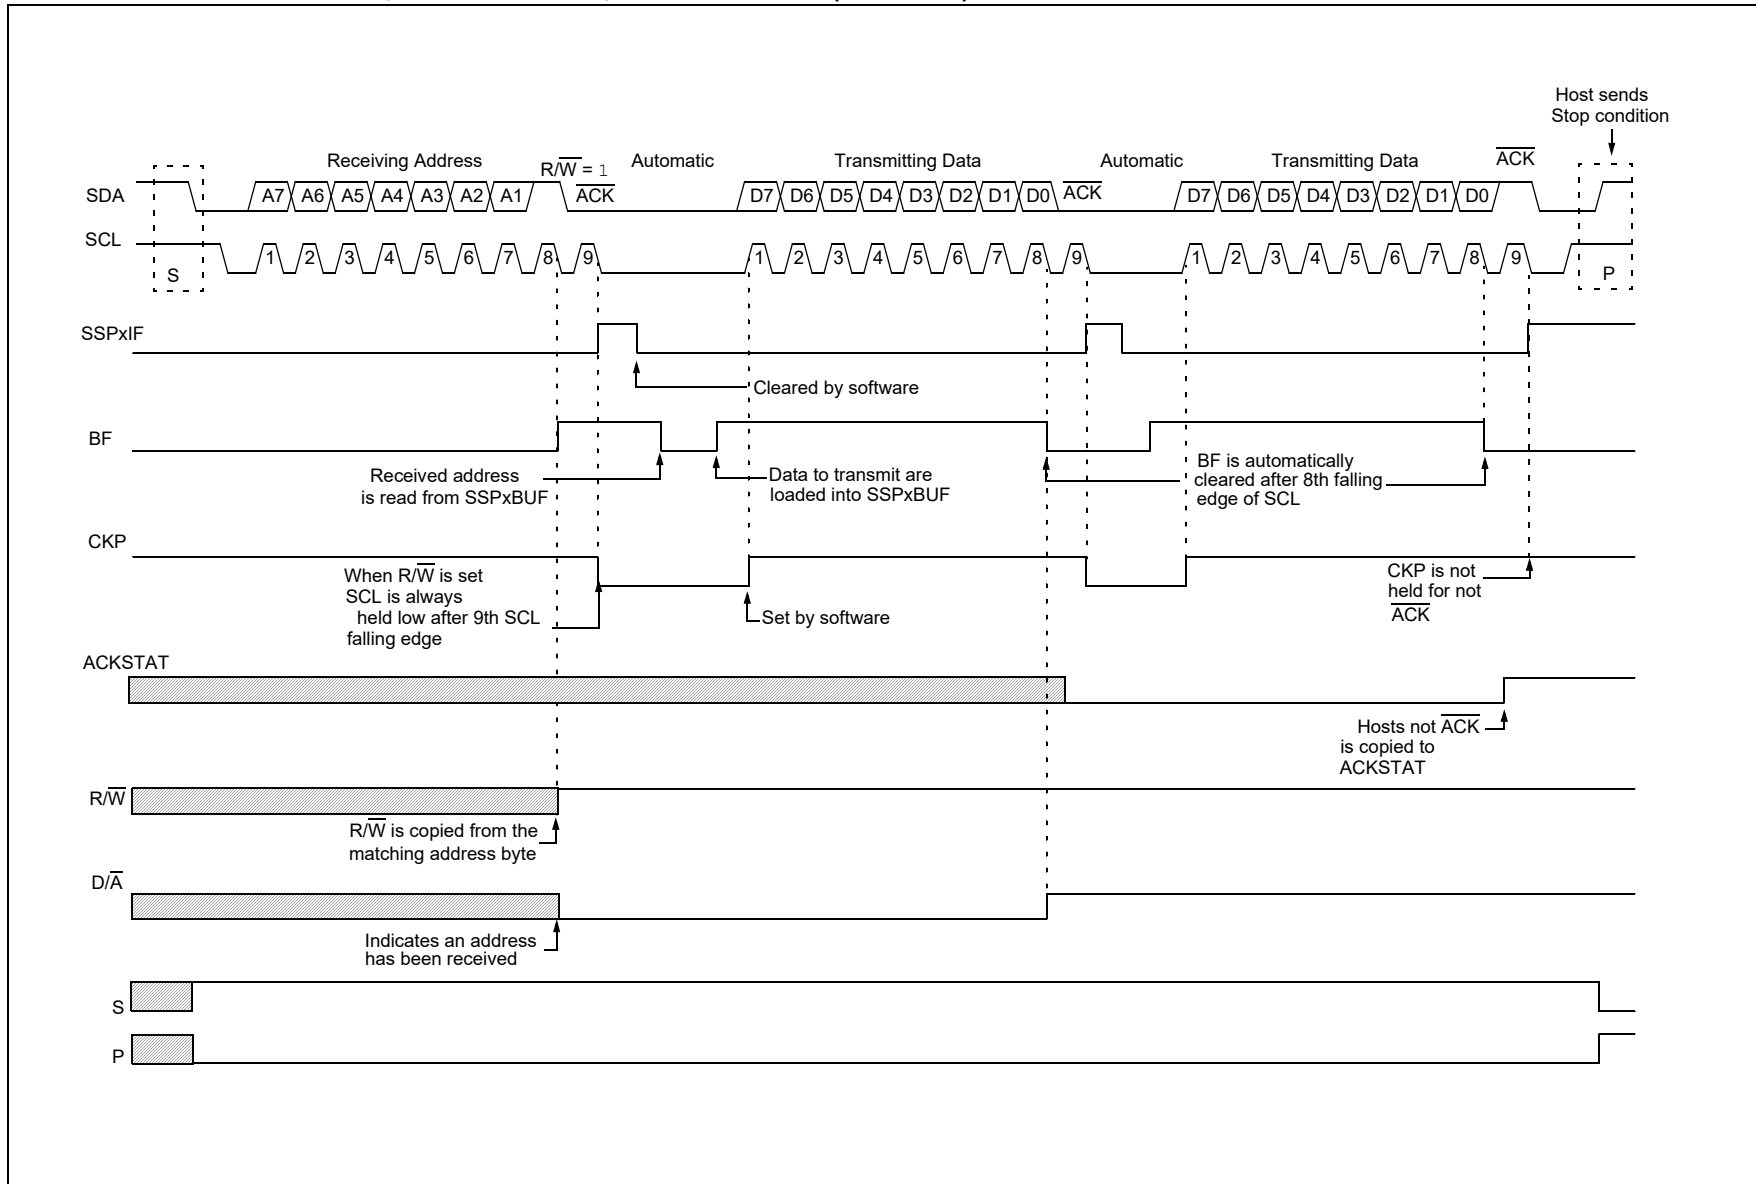 Host sends
Stop condition
Receiving Address
R/W = 1
Automatic
Transmitting Data
Automatic
Transmitting Data
ACK
SDA
A7 A6 A5 A4 A3 A2 A1
ACK
D7 D6 D5 D4 D3 D2 D1 D0
ACK
D7 D6 D5 D4 D3 D2 D1 D0
SCL
S
1 2 3 4 5 6 7 8 9
1 2 3 4 5 6 7 8 9
1 2 3 4 5 6 7 8 9
P
SSPxIF
Cleared by software
BF
Received address
is read from SSPxBUF
Data to transmit are
loaded into SSPxBUF
BF is automatically
cleared after 8th falling
edge of SCL
CKP
When R/W is set
SCL is always
held low after 9th SCL
falling edge
Set by software
CKP is not
held for not
ACK
ACKSTAT
Hosts not ACK
is copied to
ACKSTAT
R/W
R/W is copied from the
matching address byte
D/A
Indicates an address
has been received
S
P